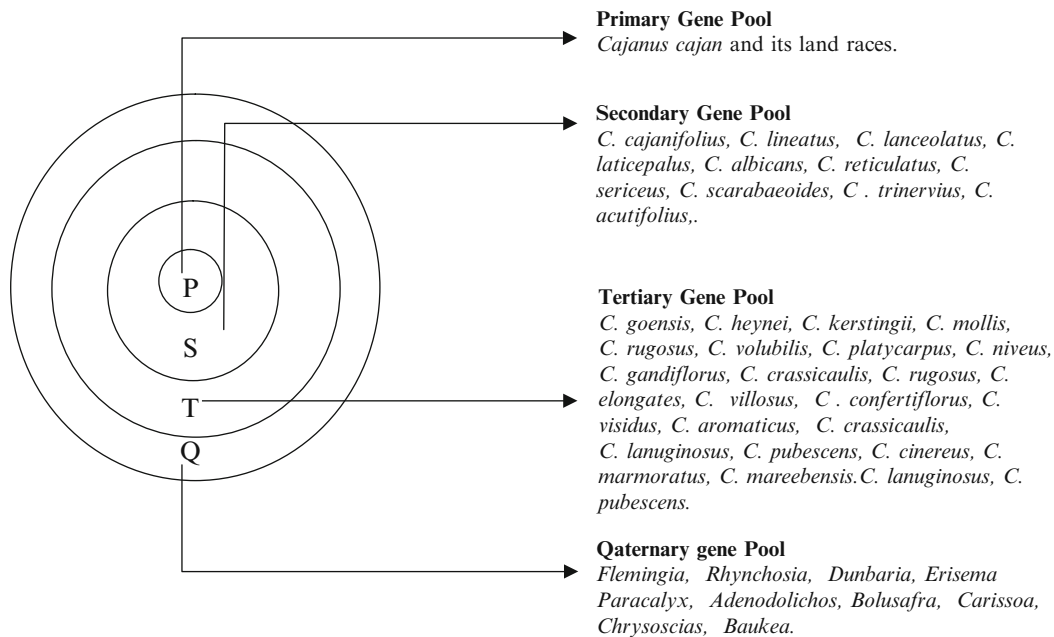 Primary Gene Pool
Cajanus cajan and its land races.
Secondary Gene Pool
C. cajanifolius, C. lineatus, C. lanceolatus, C.
laticepalus, C. albicans, C. reticulatus, C.
sericeus, C. scarabaeoides, C . trinervius, C.
acutifolius,.
P
S
T
Q
Tertiary Gene Pool
C. goensis, C. heynei, C. kerstingii, C. mollis,
C. rugosus, C. volubilis, C. platycarpus, C. niveus,
C. gandiflorus, C. crassicaulis, C. rugosus, C.
elongates, C. villosus, C . confertiflorus, C.
visidus, C. aromaticus, C. crassicaulis,
C. lanuginosus, C. pubescens, C. cinereus, C.
marmoratus, C. mareebensis.C. lanuginosus, C.
pubescens.
Qaternary gene Pool
Flemingia, Rhynchosia, Dunbaria, Erisema
Paracalyx, Adenodolichos, Bolusafra, Carissoa,
Chrysoscias, Baukea.